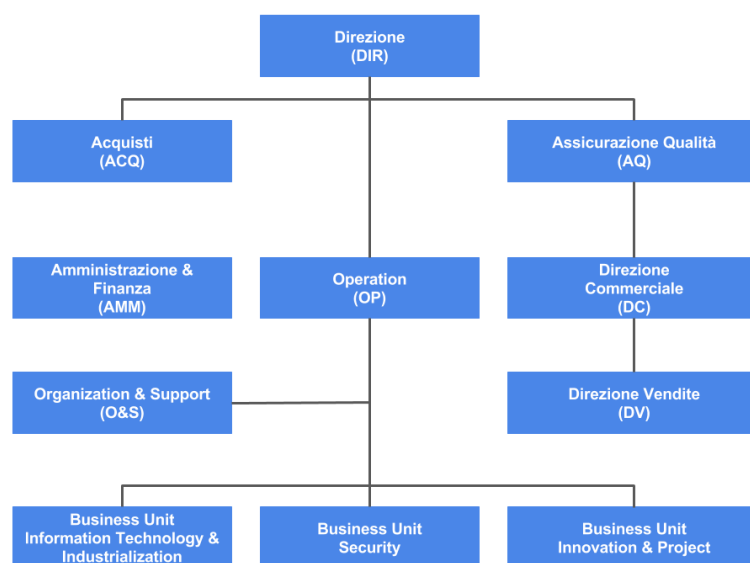 Direzione
(DIR)
Acquisti
(ACQ)
Assicurazione Qualità
(AQ)
Amministrazione &
Finanza
(AMM)
Operation
(OP)
Direzione
Commerciale
(DC)
Organization & Support
(O&S)
Direzione Vendite
(DV)
Business Unit
Information Technology &
Industrialization
Business Unit
Security
Business Unit
Innovation & Project